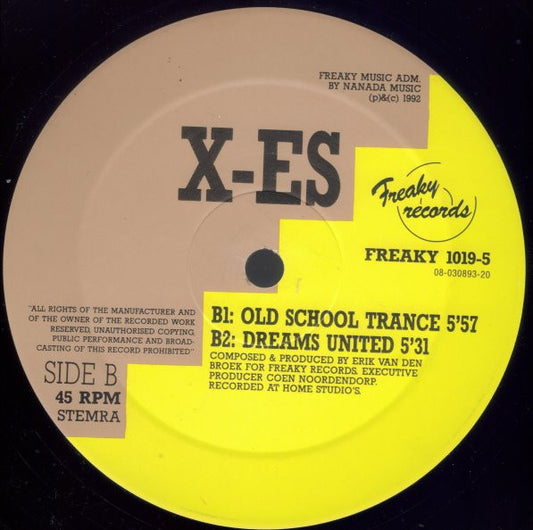 FREAKY MUSIC ADM.
BY NANADA MUSIC
(p)&(c) 1992
X-ES
Freaky
records
FREAKY 1019-5
08-030893-20
B1: OLD SCHOOL TRANCE 5'57
B2: DREAMS UNITED 5'31
COMPOSED & PRODUCED BY ERIK VAN DEN
BROEK FOR FREAKY RECORDS. EXECUTIVE
PRODUCER COEN NOORDENDORP.
RECORDED AT HOME STUDIO'S.
"ALL RIGHTS OF THE MANUFACTURER AND
OF THE OWNER OF THE RECORDED WORK
RESERVED, UNAUTHORISED COPYING,
PUBLIC PERFORMANCE AND BROAD-
CASTING OF THIS RECORD PROHIBITED"
SIDE B
45 RPM
STEMRA